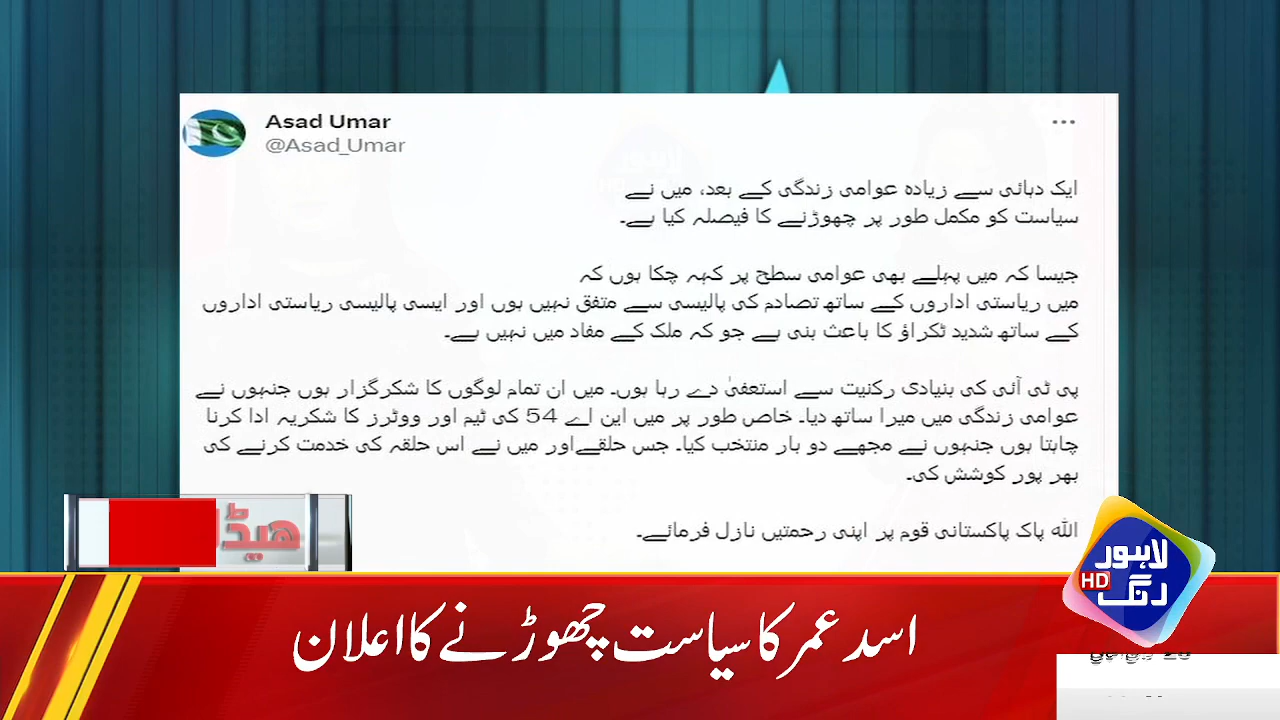 Asad Umar
@Asad_Umar
ایک دہائی سے زیادہ عوامی زندگی کے بعد، میں نے
سیاست کو مکمل طور پر چھوڑنے کا فیصلہ کیا ہے۔
جیسا کہ میں پہلے بھی عوامی سطح پر کہہ چکا ہوں کہ
میں ریاستی اداروں کے ساتھ تصادم کی پالیسی سے متفق نہیں ہوں اور ایسی پالیسی ریاستی اداروں
کے ساتھ شدید ٹکراؤ کا باعث بنی ہے جو کہ ملک کے مفاد میں نہیں ہے۔
پی ٹی آئی کی بنیادی رکنیت سے استعفیٰ دے رہا ہوں۔ میں ان تمام لوگوں کا شکرگزار ہوں جنہوں نے
عوامی زندگی میں میرا ساتھ دیا۔ خاص طور پر میں این اے 54 کی ٹیم اور ووٹرز کا شکریہ ادا کرنا
چاہتا ہوں جنہوں نے مجھے دو بار منتخب کیا۔ جس حلقےاور میں نے اس حلقہ کی خدمت کرنے کی
بھر پور کوشش کی۔
اللہ پاک پاکستانی قوم پر اپنی رحمتیں نازل فرمائے۔
ھیڈ
لاہور
رنگ
HD
اسد عمر کا سیاست چھوڑنے کا اعلان